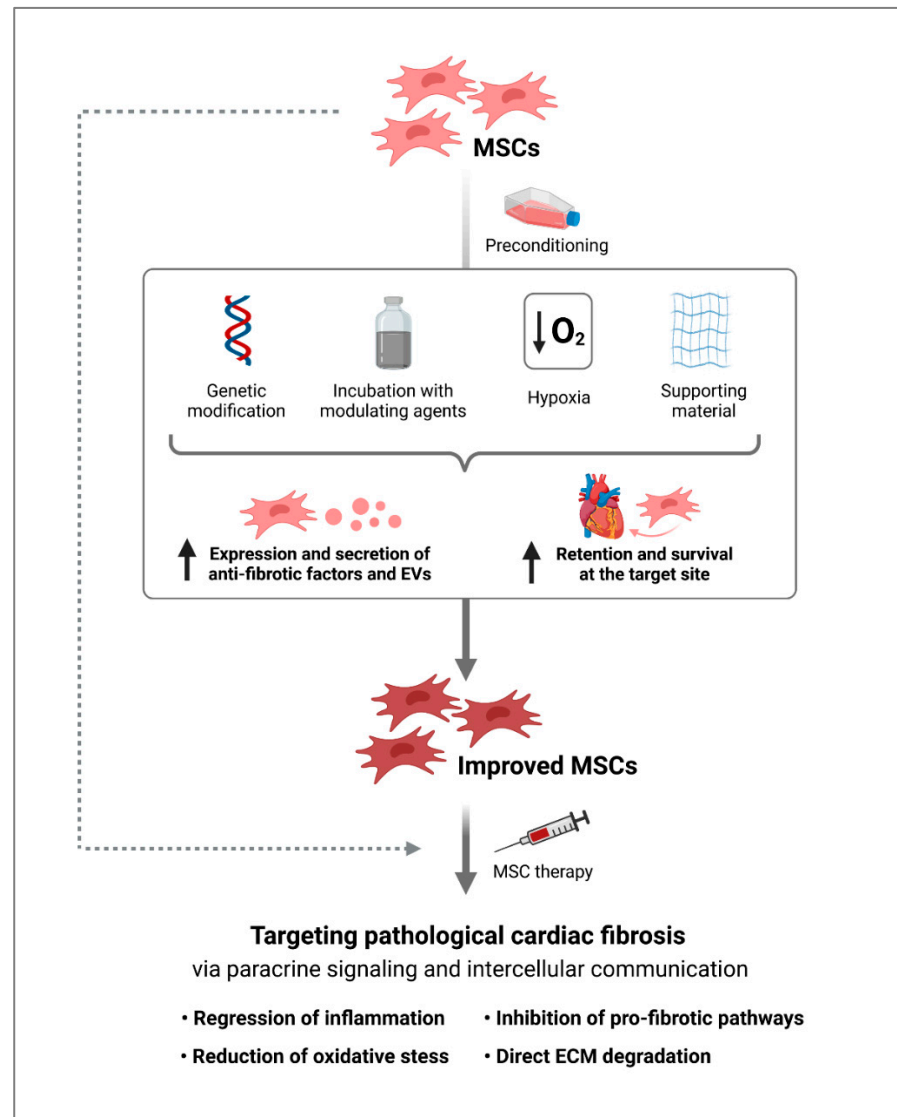 MSCs
Preconditioning
Genetic
modification
Incubation with
modulating agents
↓O₂
Hypoxia
Supporting
material
Expression and secretion of
anti-fibrotic factors and EVs
Retention and survival
at the target site
Improved MSCs
MSC therapy
Targeting pathological cardiac fibrosis
via paracrine signaling and intercellular communication
• Regression of inflammation
• Inhibition of pro-fibrotic pathways
• Reduction of oxidative stess
• Direct ECM degradation